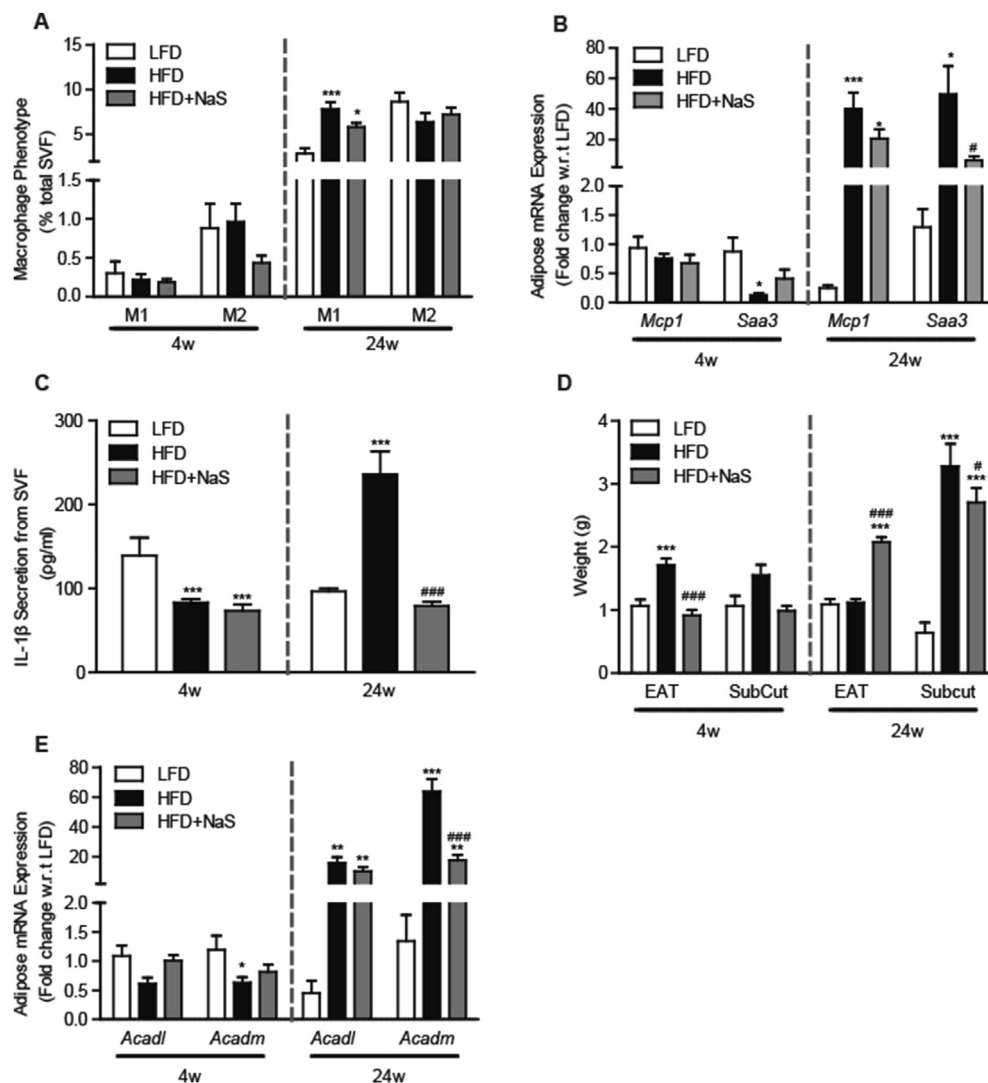 A
LFD
HFD
HFD+NaS
Macrophage Phenotype
(% total SVF)
15
10
5
1.5
1.0
0.5
0.0
***
*
M1
M2
M1
M2
4w
24w
B
LFD
HFD
HFD+NaS
Adipose mRNA Expression
(Fold change w.r.t LFD)
80
60
40
20
2.0
1.5
1.0
0.5
0.0
*
***
*
*
#
Mcp1
Saa3
Mcp1
Saa3
4w
24w
C
LFD
HFD
HFD+NaS
IL-1β Secretion from SVF
(pg/ml)
300
200
100
0
***
***
***
###
4w
24w
D
LFD
HFD
HFD+NaS
Weight (g)
4
3
2
1
0
***
###
###
***
***
#
***
EAT
SubCut
EAT
Subcut
4w
24w
E
LFD
HFD
HFD+NaS
Adipose mRNA Expression
(Fold change w.r.t LFD)
80
60
40
20
2.0
1.5
1.0
0.5
0.0
*
**
**
***
###
**
Acadl
Acadm
Acadl
Acadm
4w
24w